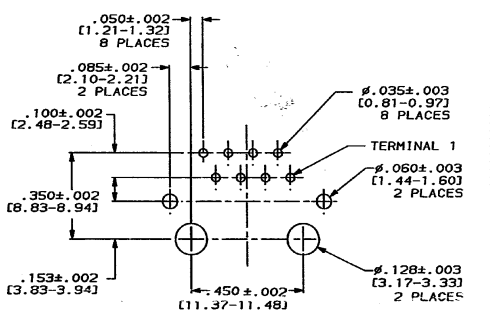 .050±.002
[1.21-1.32]
8 PLACES
.085±.002
[2.10-2.21]
2 PLACES
.100±.002
[2.48-2.59]
.350±.002
[8.83-8.94]
.153±.002
[3.83-3.94]
.450±.002
[11.37-11.48]
ø.035±.003
[0.81-0.97]
8 PLACES
TERMINAL 1
ø.060±.003
[1.44-1.60]
2 PLACES
ø.128±.003
[3.17-3.33]
2 PLACES